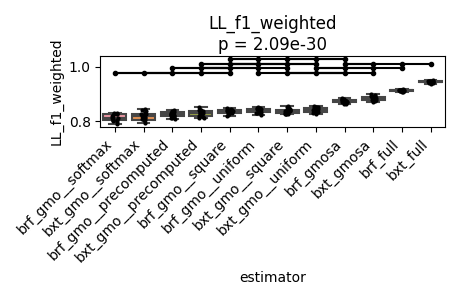 LL_f1_weighted
p = 2.09e-30
LL_f1_weighted
1.0
0.8
brf_gmo__softmax
bxt_gmo__softmax
brf_gmo__precomputed
bxt_gmo__precomputed
brf_gmo__square
brf_gmo__uniform
bxt_gmo__square
bxt_gmo__uniform
brf_gmosa
bxt_gmosa
brf_full
bxt_full
estimator